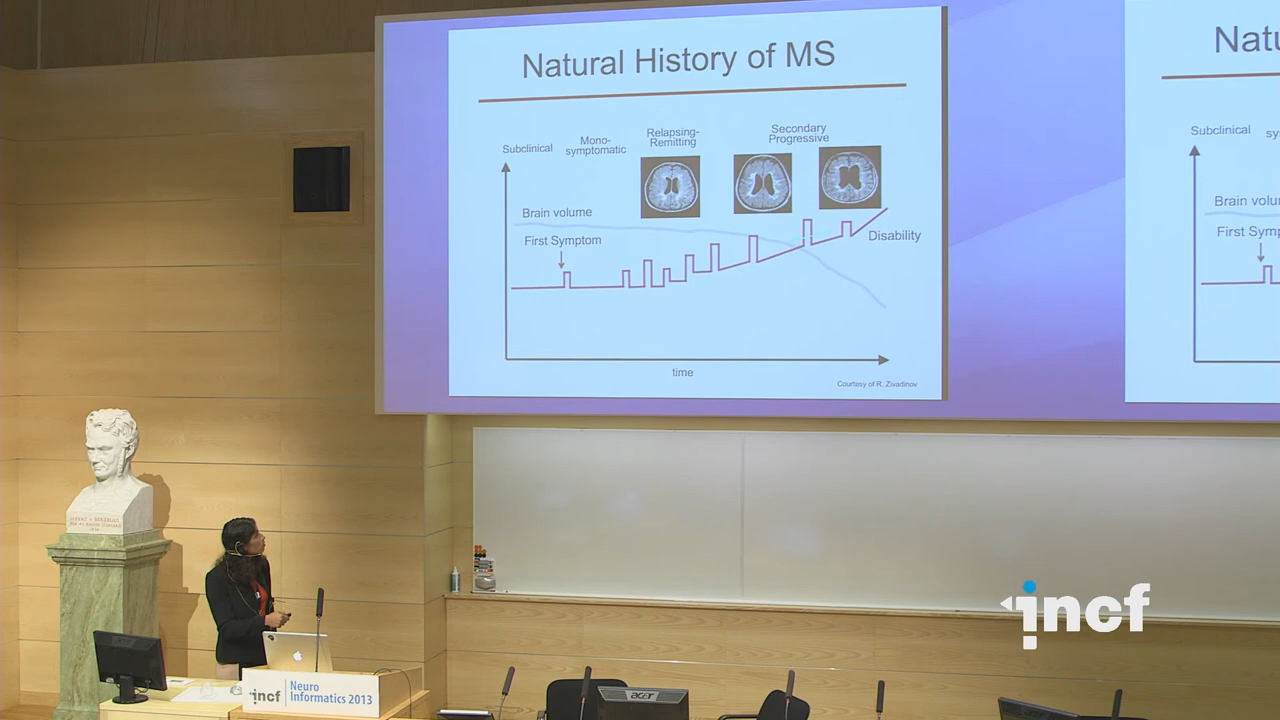 Natural History of MS
Subclinical
Mono-
symptomatic
Relapsing-
Remitting
Secondary
Progressive
Brain volume
First Symptom
Disability
time
Courtesy of R. Zivadinov
Natu
Subclinical
sy
Brain volu
First Symp
incf
incf
Neuro
Informatics 2013
acer